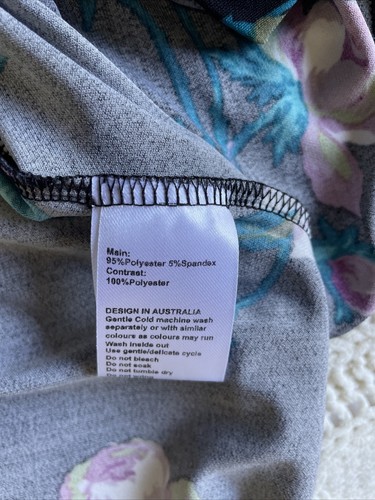 Main:
95%Polyester 5%Spandex
Contrast:
100%Polyester
DESIGN IN AUSTRALIA
Gentle Cold machine wash
separately or with similar
colours as colours may run
Wash inside out
Use gentle/delicate cycle
Do not bleach
Do not soak
Do not tumble dry